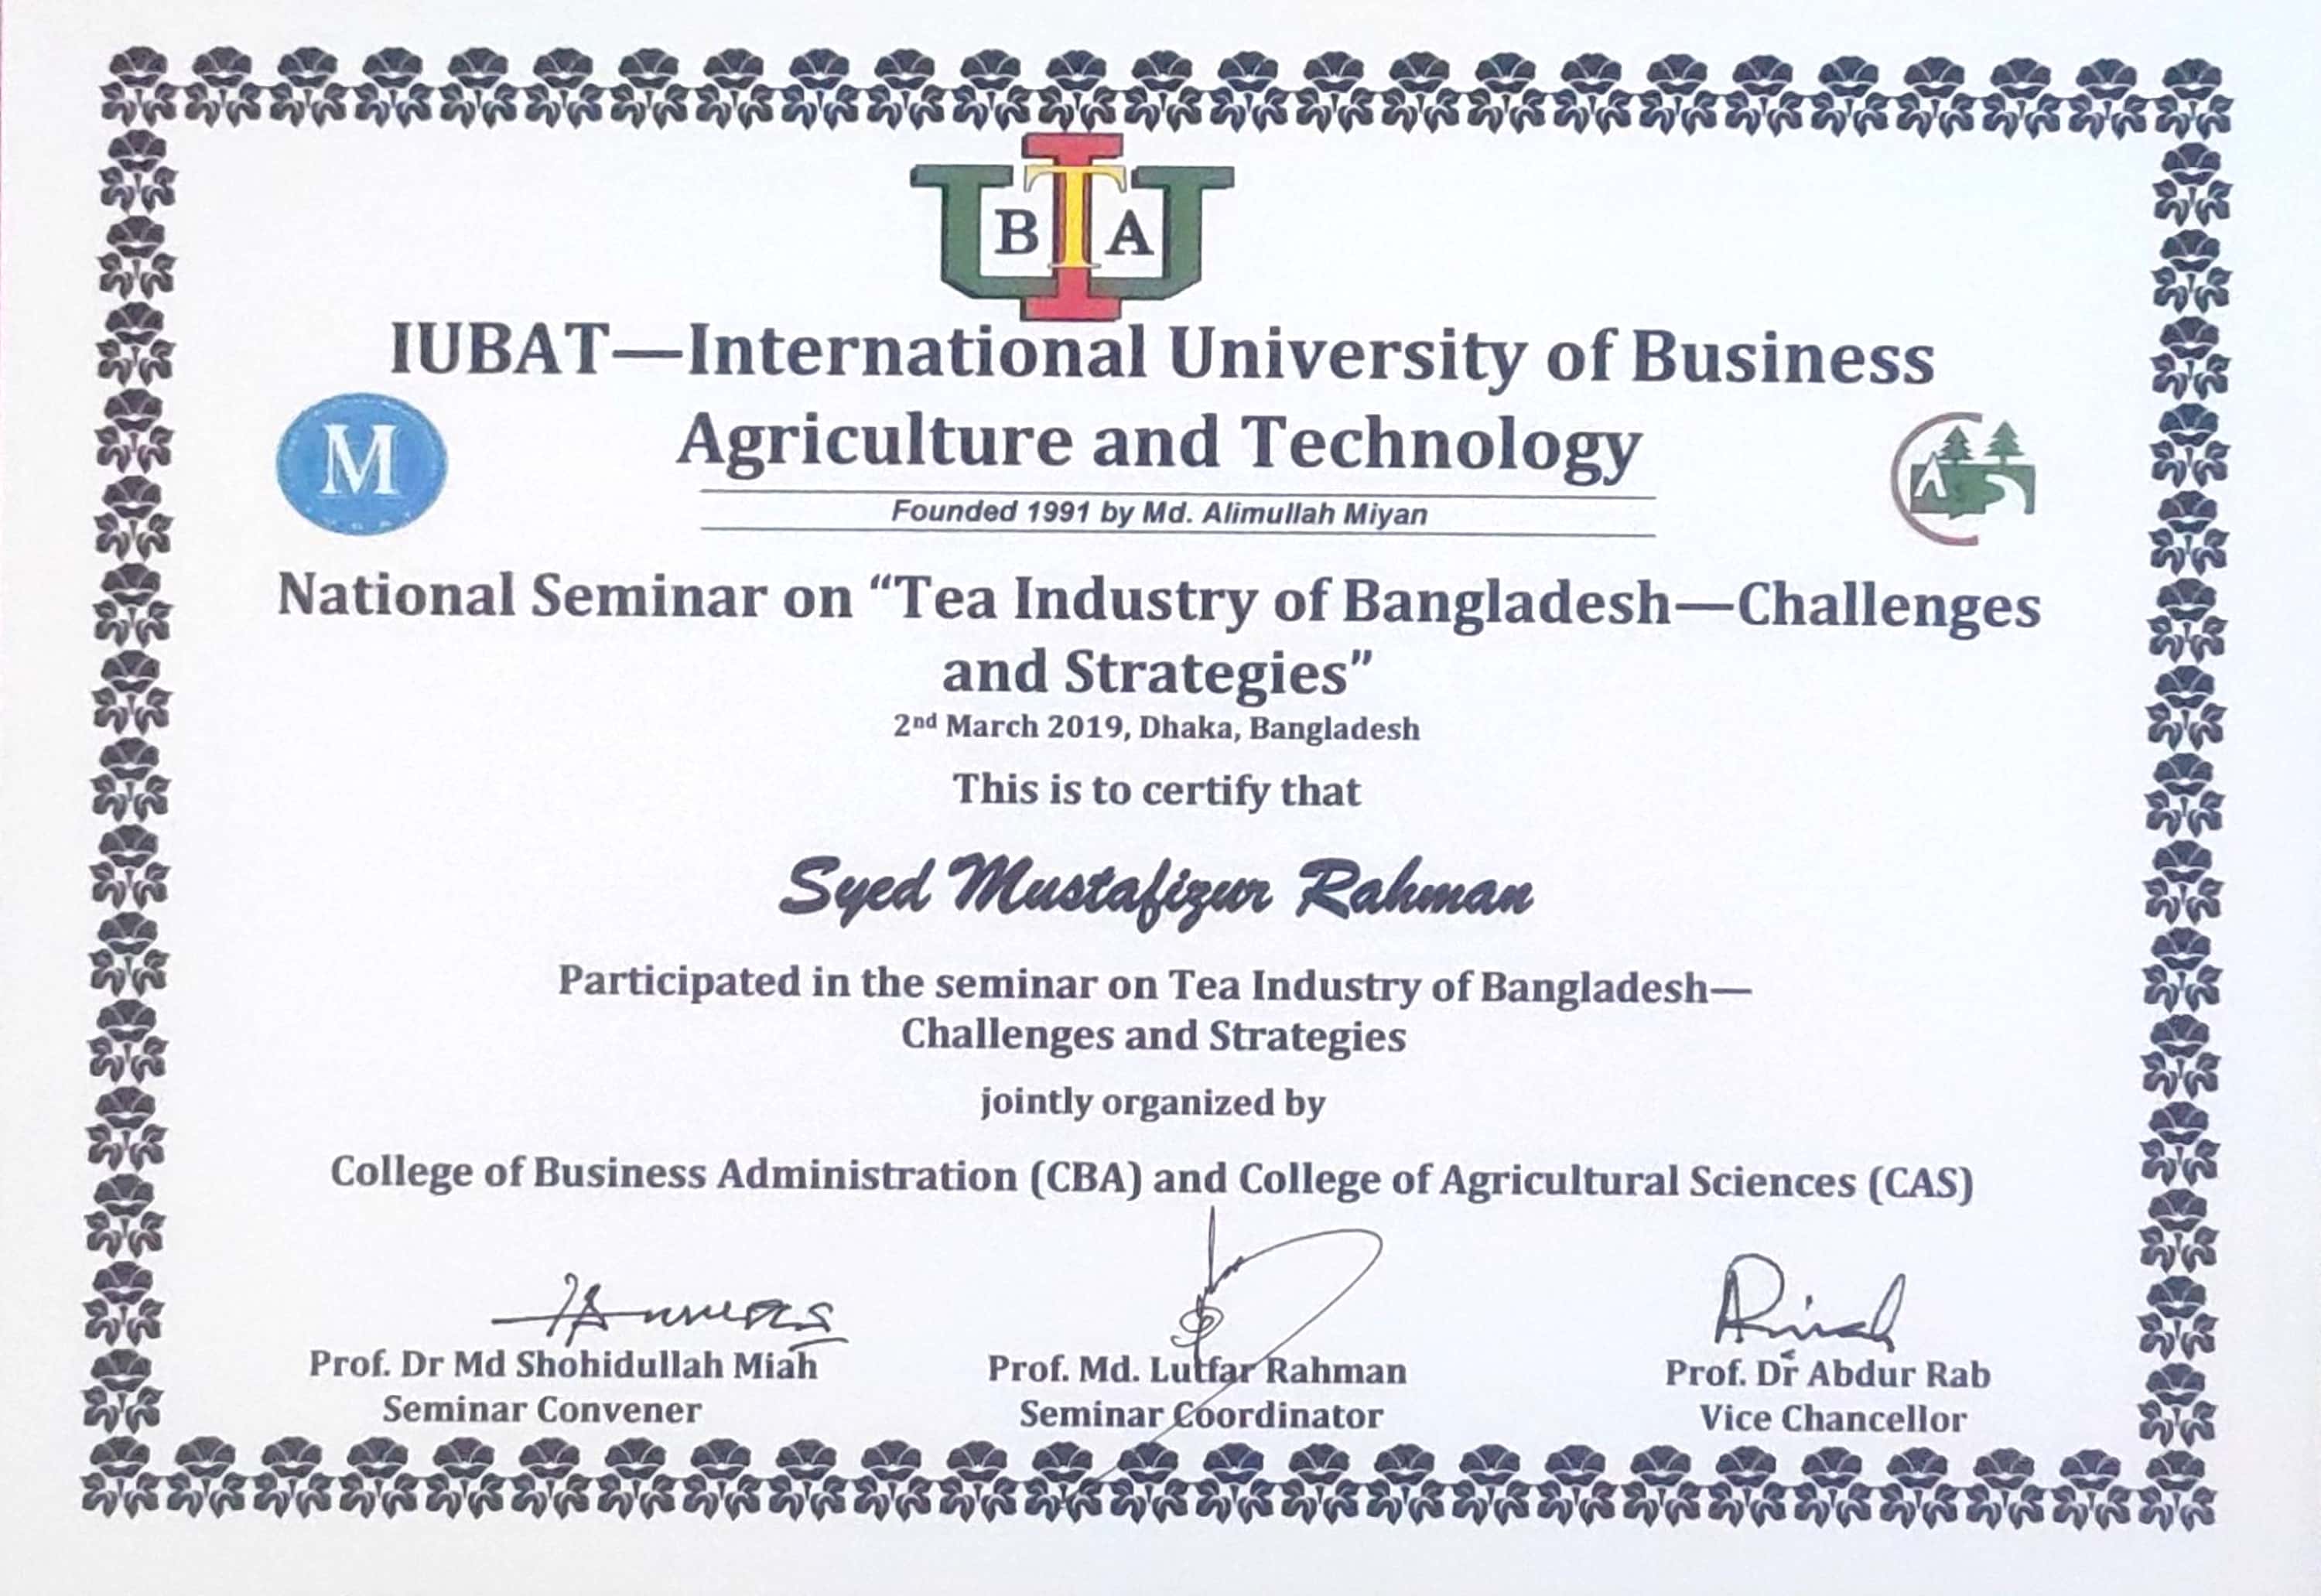 I
U B T A U
IUBAT—International University of Business
Agriculture and Technology
M
Founded 1991 by Md. Alimullah Miyan
National Seminar on “Tea Industry of Bangladesh—Challenges
and Strategies”
2nd March 2019, Dhaka, Bangladesh
This is to certify that
Syed Mustafizur Rahman
Participated in the seminar on Tea Industry of Bangladesh—
Challenges and Strategies
jointly organized by
College of Business Administration (CBA) and College of Agricultural Sciences (CAS)
Prof. Dr Md Shohidullah Miah
Seminar Convener
Prof. Md. Lutfar Rahman
Seminar Coordinator
Prof. Dr Abdur Rab
Vice Chancellor